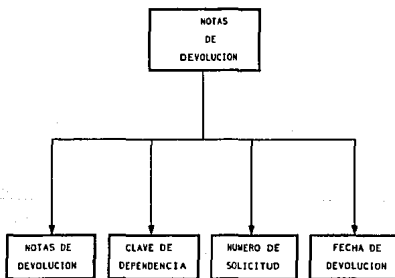 NOTAS
DE
DEVOLUCION
NOTAS DE
DEVOLUCION
CLAVE DE
DEPENDENCIA
NUMERO DE
SOLICITUD
FECHA DE
DEVOLUCION